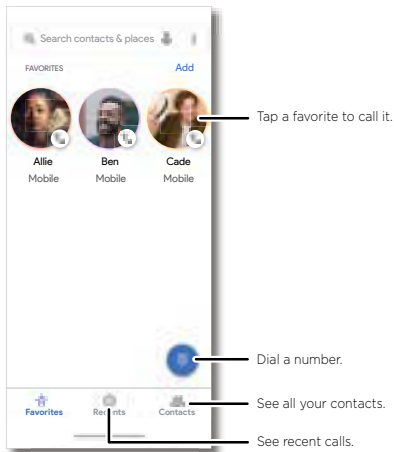 Search contacts & places
FAVORITES Add
Tap a favorite to call it.
Allie Ben Cade
Mobile Mobile Mobile
Dial a number.
See all your contacts.
Favorites Recents Contacts
See recent calls.